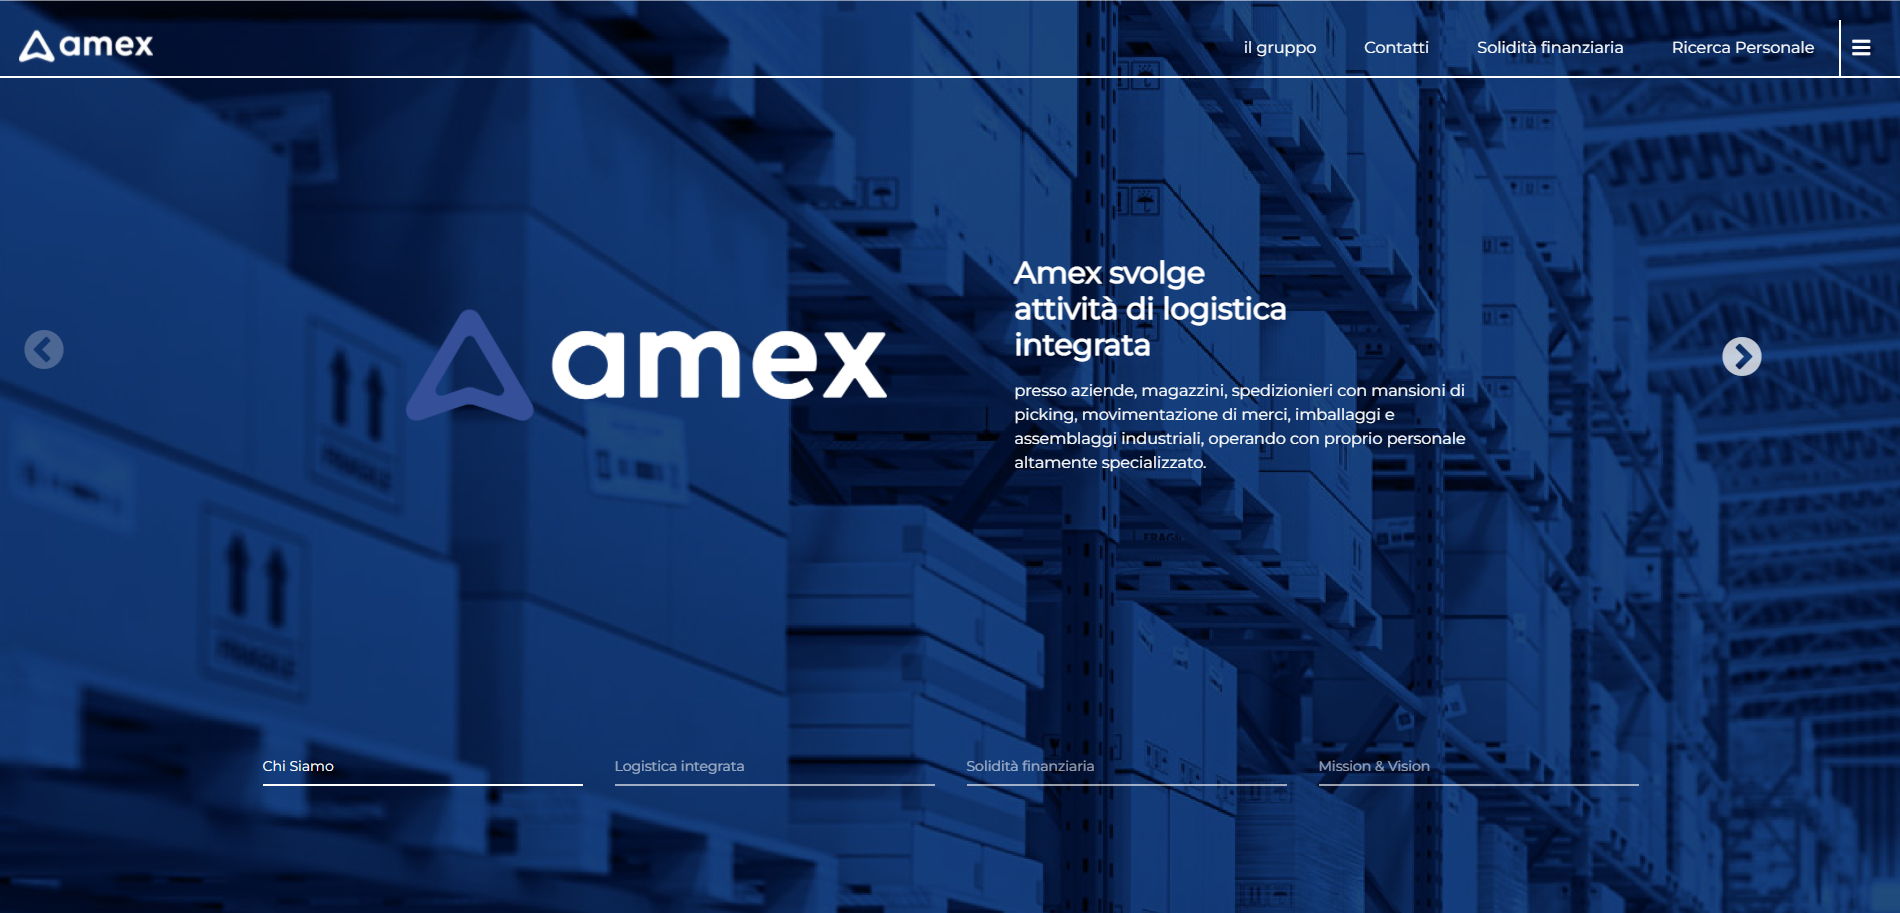 amex
il gruppo
Contatti
Solidità finanziaria
Ricerca Personale
amex
Amex svolge
attività di logistica
integrata
presso aziende, magazzini, spedizionieri con mansioni di
picking, movimentazione di merci, imballaggi e
assemblaggi industriali, operando con proprio personale
altamente specializzato.
FRAGILE
FRAGILE
Chi Siamo
Logistica integrata
Solidità finanziaria
Mission & Vision